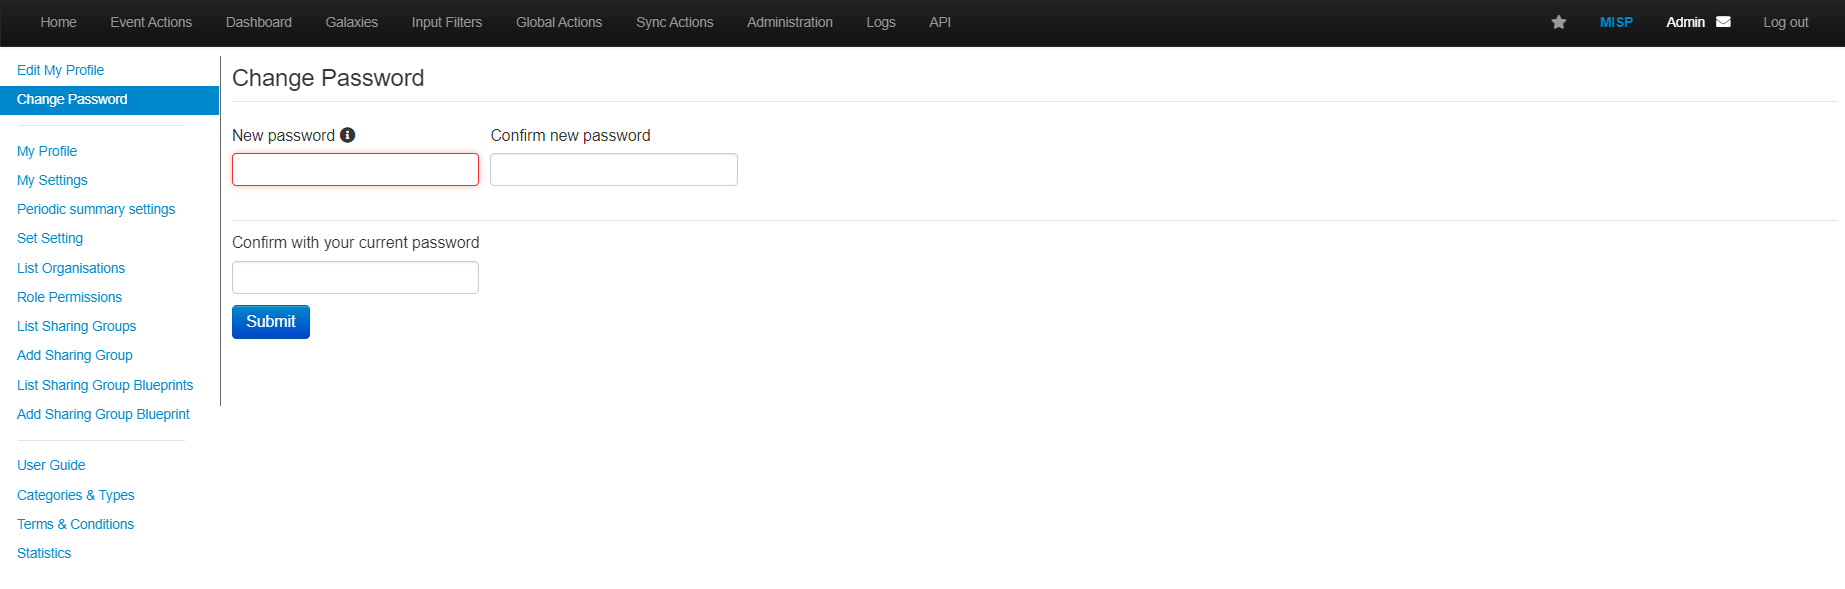 Home Event Actions Dashboard Galaxies Input Filters Global Actions Sync Actions Administration Logs API MISP Admin Log out
Edit My Profile
Change Password
My Profile
My Settings
Periodic summary settings
Set Setting
List Organisations
Role Permissions
List Sharing Groups
Add Sharing Group
List Sharing Group Blueprints
Add Sharing Group Blueprint
User Guide
Categories & Types
Terms & Conditions
Statistics
Change Password
New password Confirm new password
Confirm with your current password
Submit